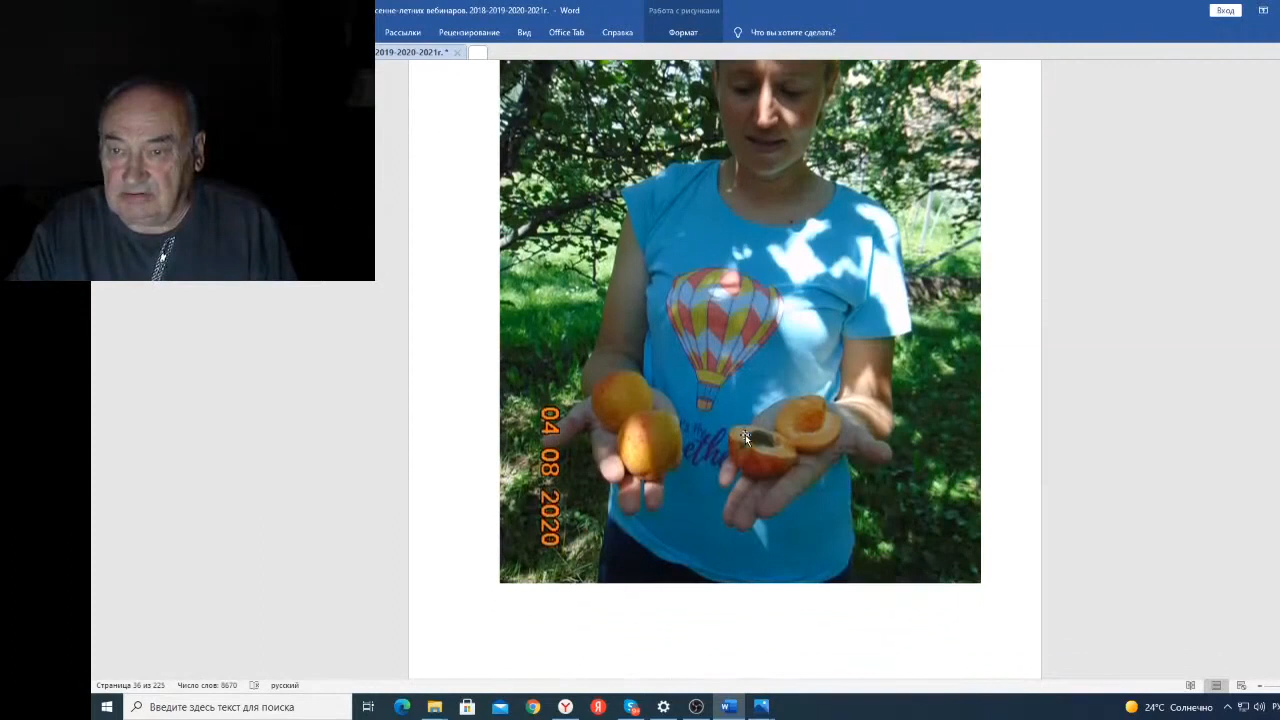 сенне-летних вебинаров. 2018-2019-2020-2021г. - Word
Работа с рисунками
Вход
Рассылки Рецензирование Вид Office Tab Справка Формат Что вы хотите сделать?
2019-2020-2021г. *
04 08 2020
Страница 36 из 225 Число слов: 8670 русский
Введите здесь текст для поиска
24°C Солнечно